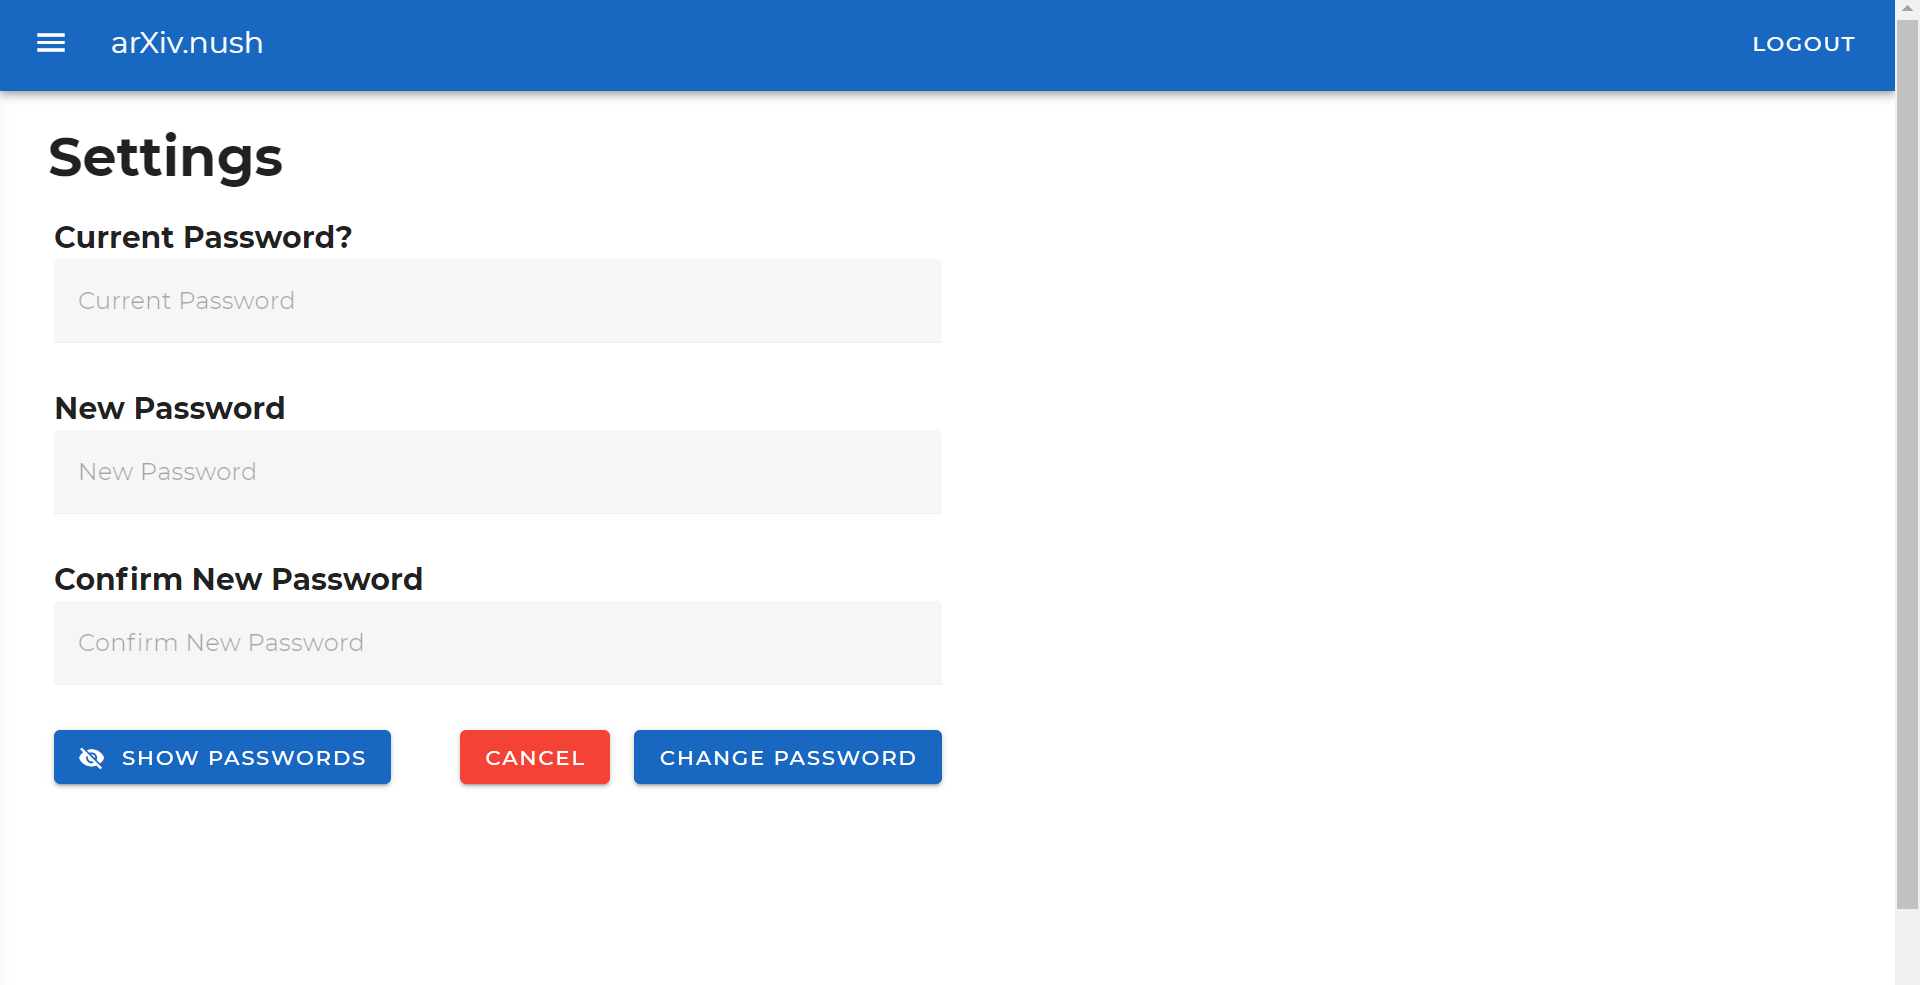 arXiv.nush
LOGOUT
Settings
Current Password?
Current Password
New Password
New Password
Confirm New Password
Confirm New Password
SHOW PASSWORDS
CANCEL
CHANGE PASSWORD